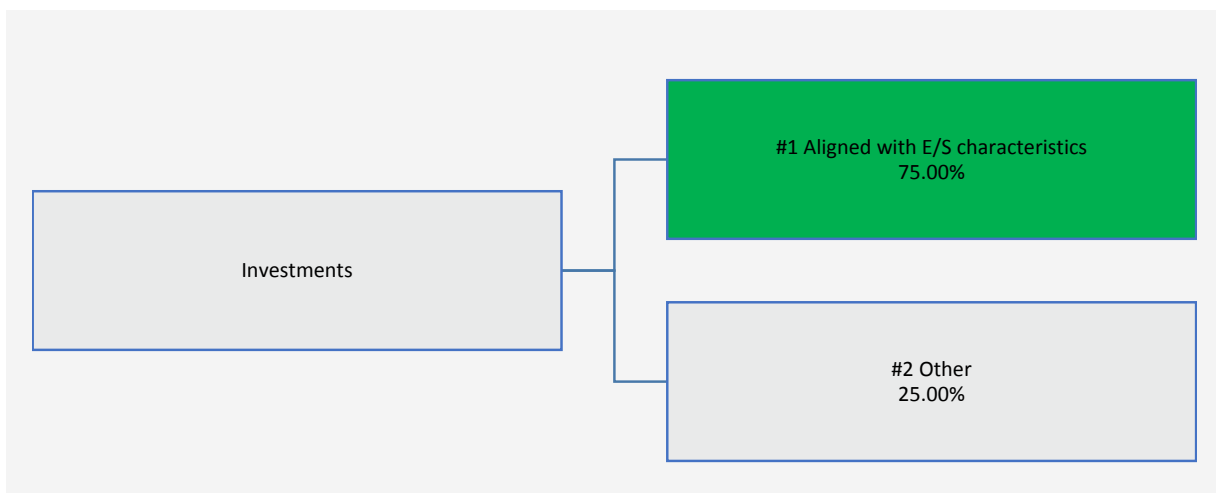 #1 Aligned with E/S characteristics
75.00%
Investments
#2 Other
25.00%